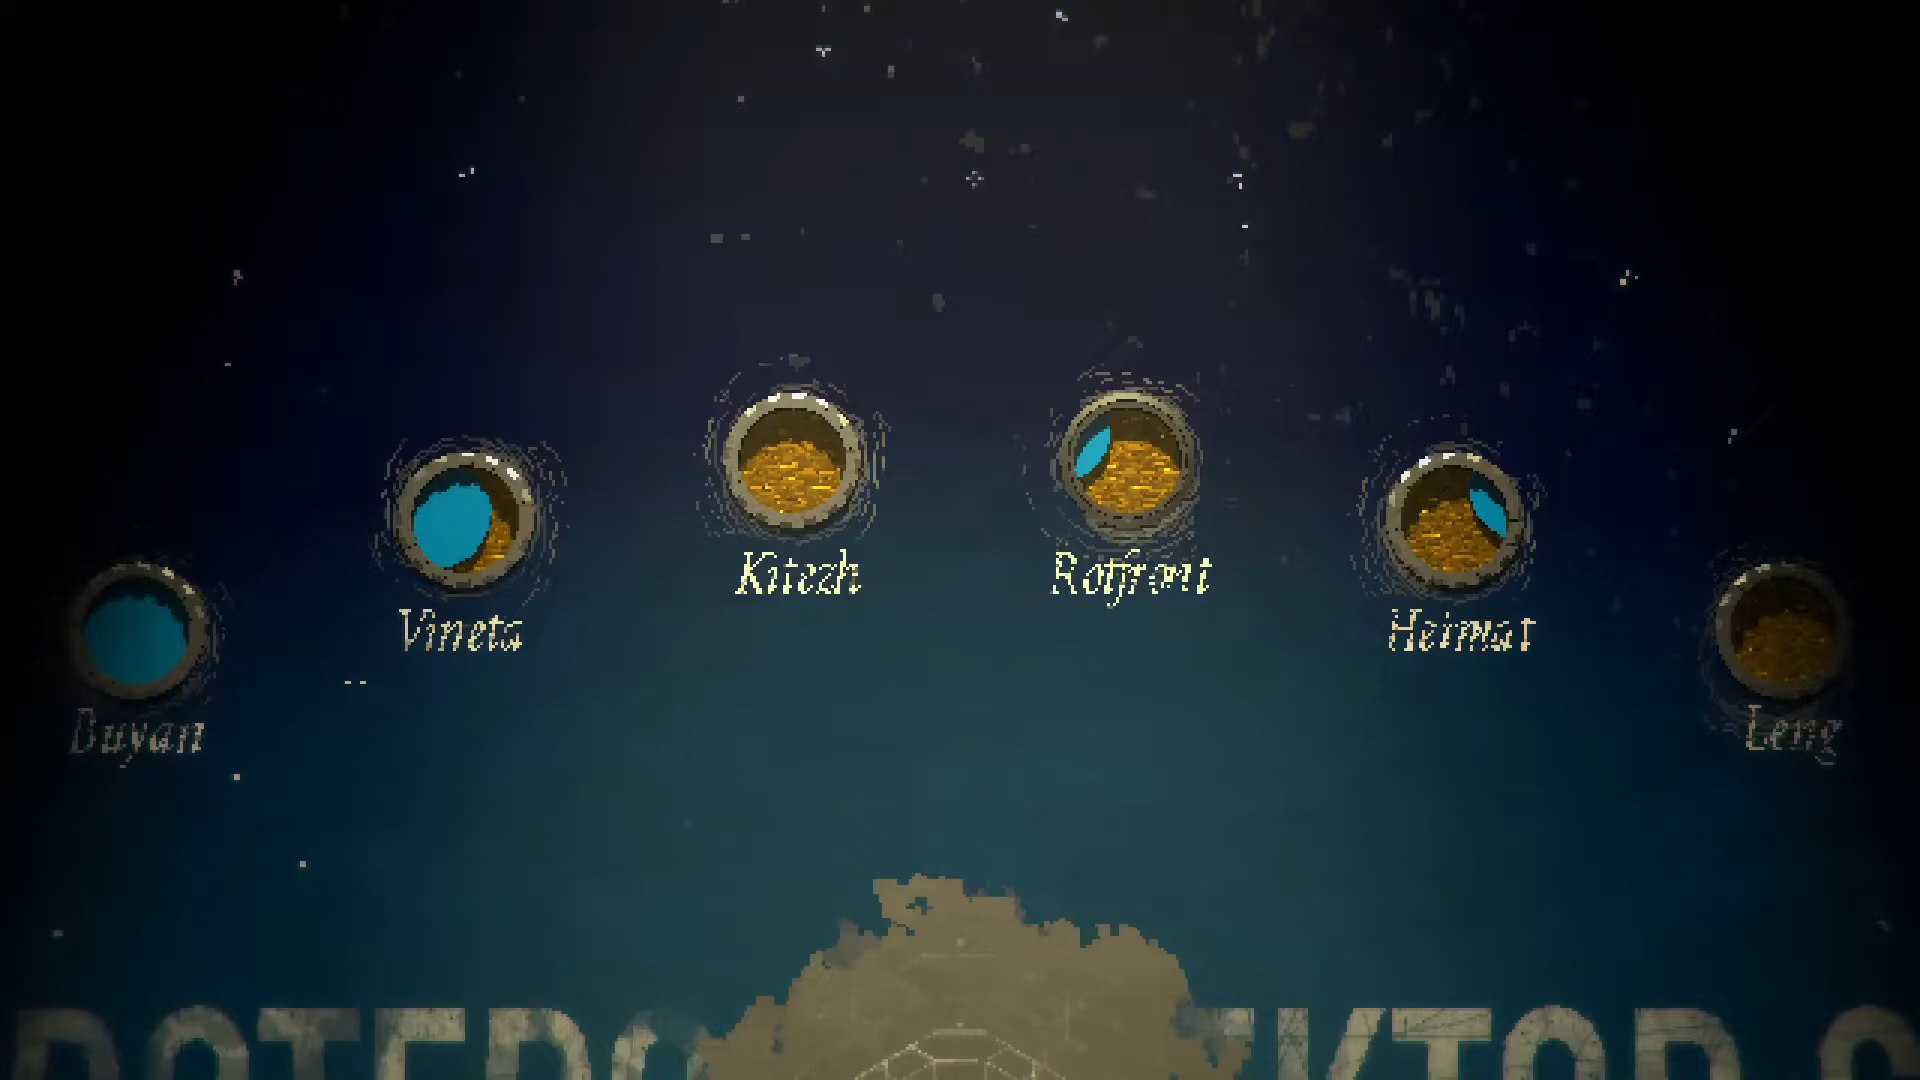 Buyan
Vineta
Kitezh
Rotfront
Heimat
Leng